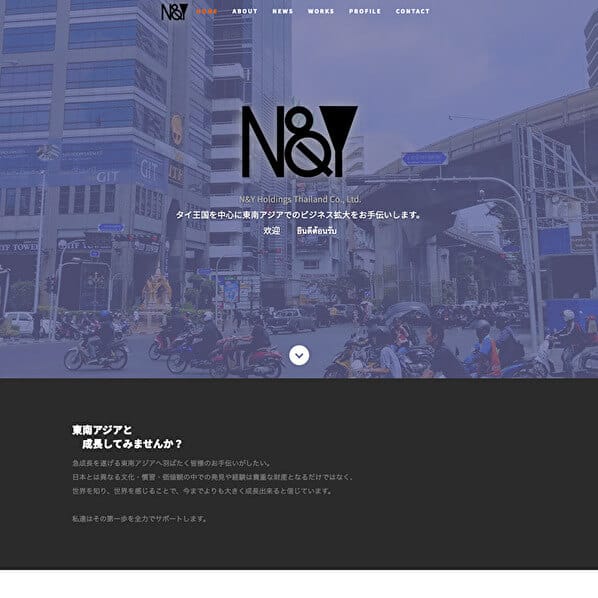 N&Y HOME ABOUT NEWS WORKS PROFILE CONTACT
N&Y
N&Y Holdings Thailand Co., Ltd.
タイ王国を中心に東南アジアでのビジネス拡大をお手伝いします。
欢迎 ยินดีต้อนรับ
GIT GIT
東南アジアと
成長してみませんか？
急成長を遂げる東南アジアへ羽ばたく皆様のお手伝いがしたい。
日本とは異なる文化・慣習・価値観の中での発見や経験は貴重な財産となるだけではなく、
世界を知り、世界を感じることで、今までよりも大きく成長出来ると信じています。
私達はその第一歩を全力でサポートします。